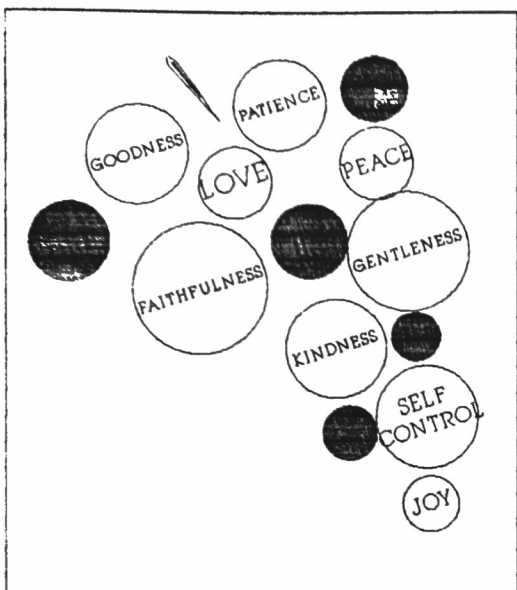 PATIENCE
GOODNESS
PEACE
LOVE
GENTLENESS
FAITHFULNESS
KINDNESS
SELF
CONTROL
JOY